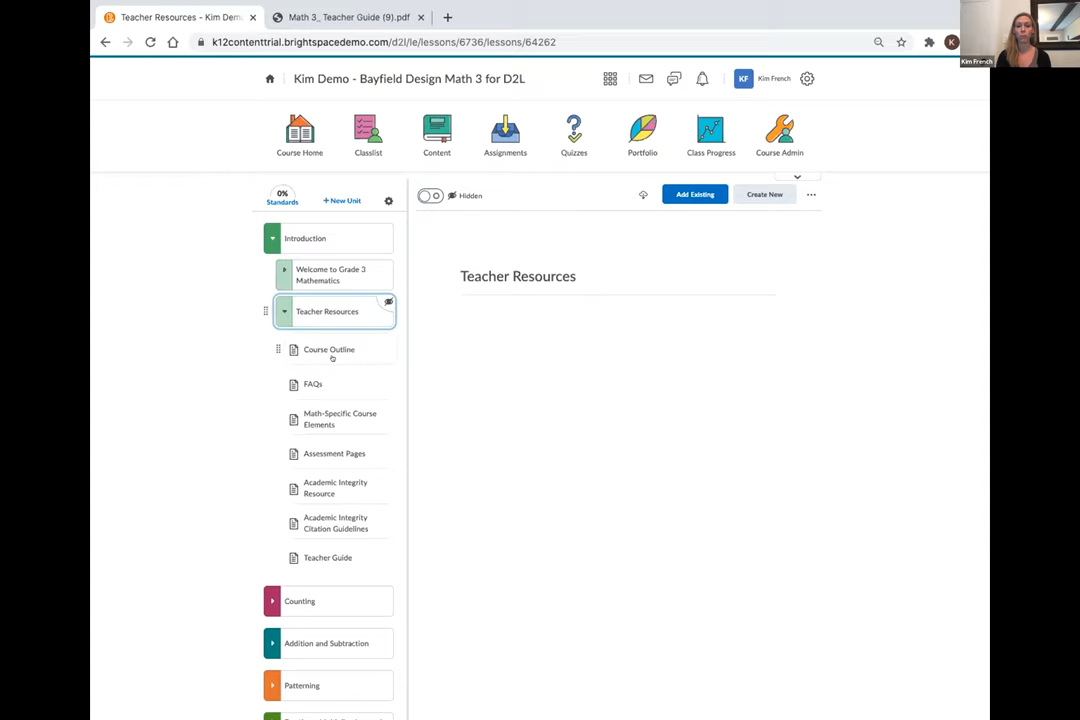 Teacher Resources - Kim Dem
Math 3_ Teacher Guide (9).pdf
k12contenttrial.brightspacedemo.com/d2l/le/lessons/6736/lessons/64262
K
Kim French
Kim Demo - Bayfield Design Math 3 for D2L
KF
Kim French
Course Home
Classlist
Content
Assignments
Quizzes
Portfolio
Class Progress
Course Admin
0%
Standards
+ New Unit
Hidden
Add Existing
Create New
Introduction
Welcome to Grade 3
Mathematics
Teacher Resources
Course Outline
FAQs
Math-Specific Course
Elements
Assessment Pages
Academic Integrity
Resource
Academic Integrity
Citation Guidelines
Teacher Guide
Counting
Addition and Subtraction
Patterning
Teacher Resources